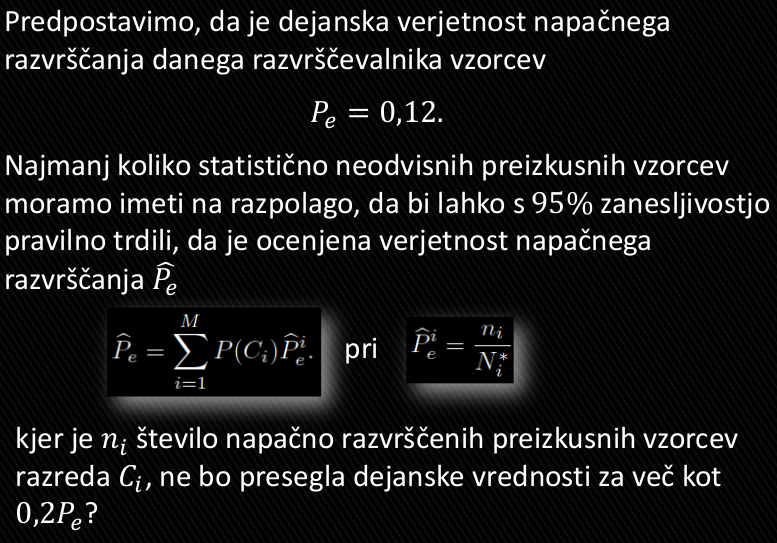 Predpostavimo, da je dejanska verjetnost napačnega
razvrščanja danega razvrščevalnika vzorcev
$P_e = 0{,}12.$
Najmanj koliko statistično neodvisnih preizkusnih vzorcev
moramo imeti na razpolago, da bi lahko s 95% zanesljivostjo
pravilno trdili, da je ocenjena verjetnost napačnega
razvrščanja $\widehat{P_e}$
$\widehat{P}_e = \sum_{i=1}^{M} P(C_i)\widehat{P}_e^i.$ pri $\widehat{P}_e^i = \frac{n_i}{N_i^*}$
kjer je $n_i$ število napačno razvrščenih preizkusnih vzorcev
razreda $C_i$, ne bo presegla dejanske vrednosti za več kot
$0{,}2P_e$?